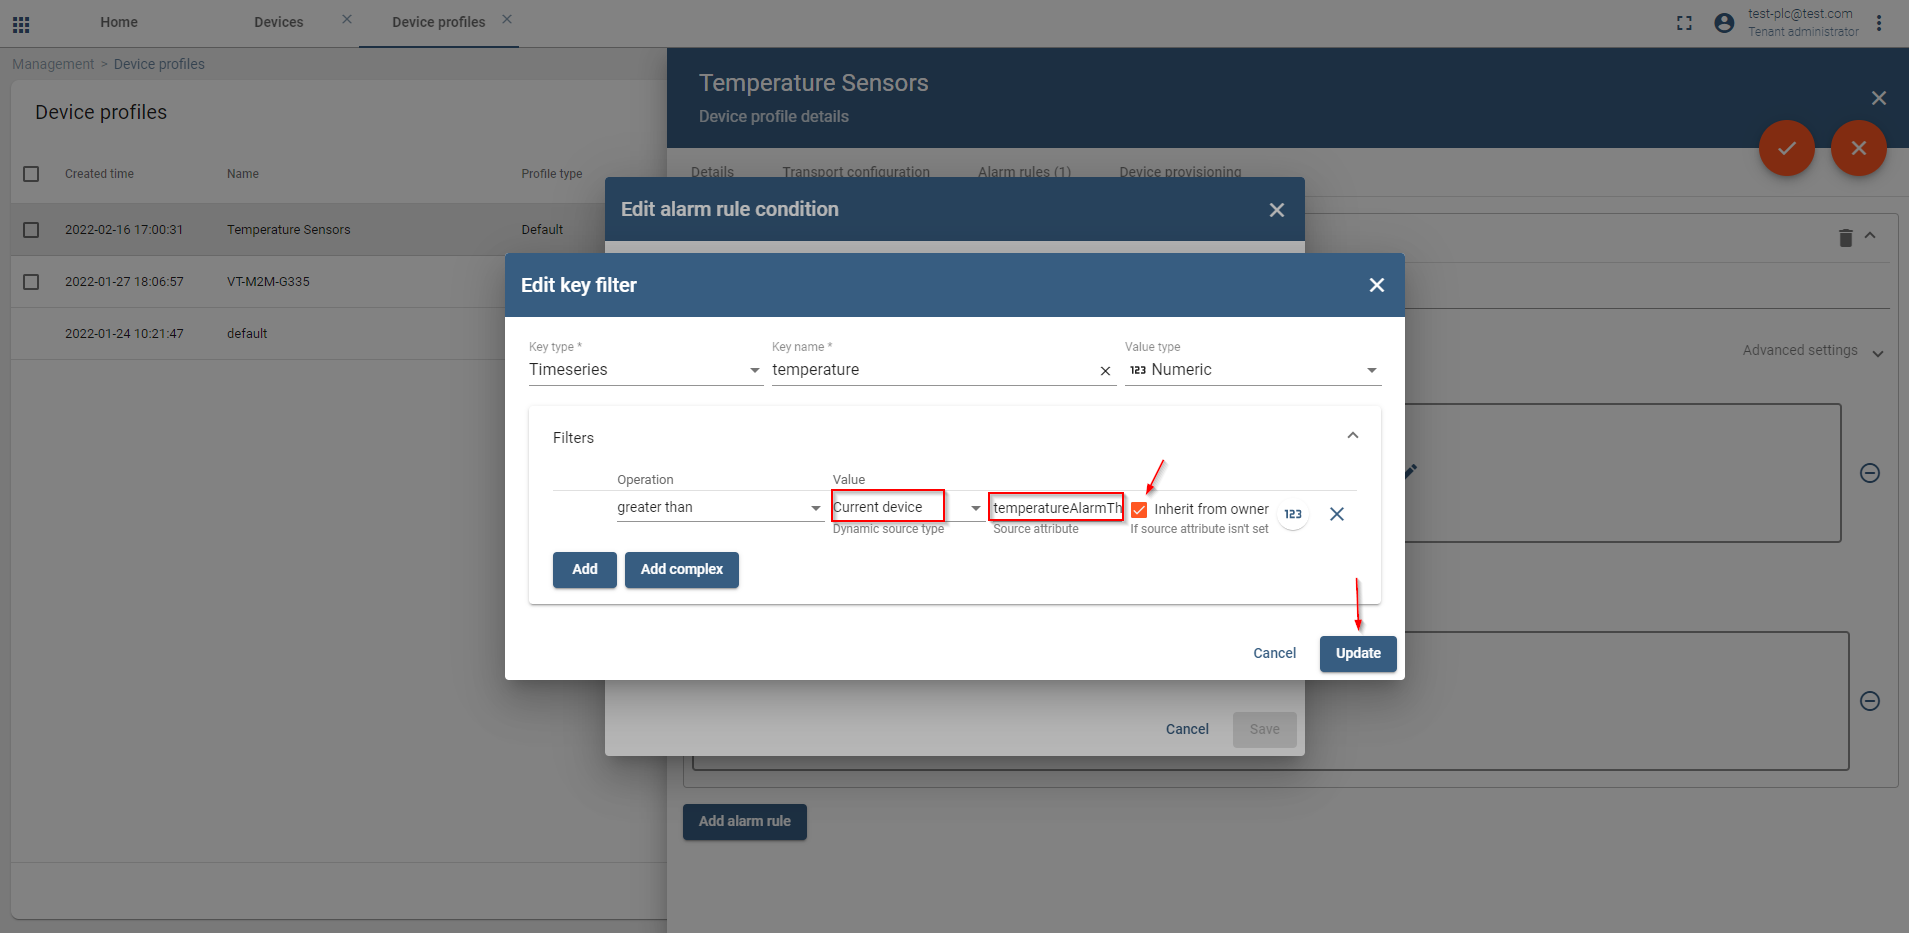 Home
Devices
Device profiles
test-plc@test.com
Tenant administrator
Management > Device profiles
Device profiles
Created time Name Profile type
2022-02-16 17:00:31 Temperature Sensors Default
2022-01-27 18:06:57 VT-M2M-G335
2022-01-24 10:21:47 default
Temperature Sensors
Device profile details
Details Transport configuration Alarm rules (1) Device provisioning
Advanced settings
Edit alarm rule condition
Edit key filter
Key type * Key name * Value type
Timeseries temperature 123 Numeric
Filters
Operation Value
greater than Current device temperatureAlarmTh Inherit from owner 123
Dynamic source type Source attribute If source attribute isn't set
Add Add complex
Cancel Update
Cancel Save
Add alarm rule